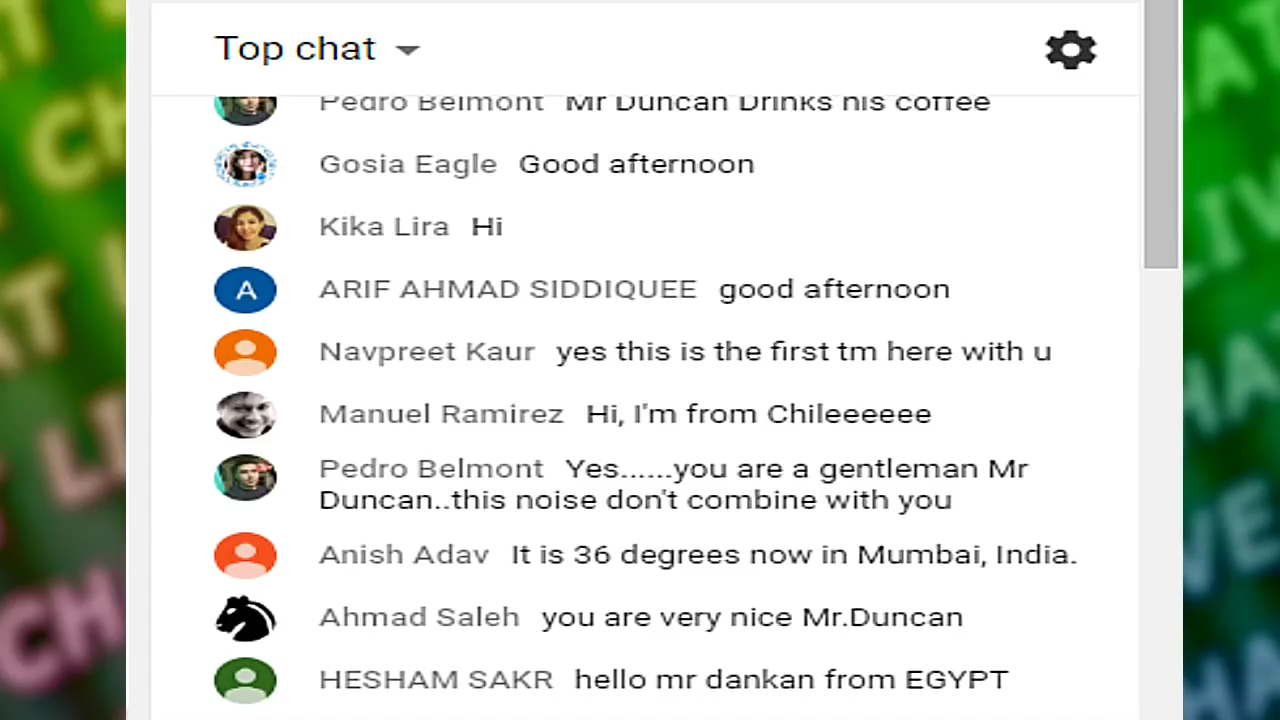 Top chat
Pedro Belmont Mr Duncan Drinks his coffee
Gosia Eagle Good afternoon
Kika Lira Hi
A ARIF AHMAD SIDDIQUEE good afternoon
Navpreet Kaur yes this is the first tm here with u
Manuel Ramirez Hi, I'm from Chileeeeee
Pedro Belmont Yes......you are a gentleman Mr
Duncan..this noise don't combine with you
Anish Adav It is 36 degrees now in Mumbai, India.
Ahmad Saleh you are very nice Mr.Duncan
HESHAM SAKR hello mr dankan from EGYPT